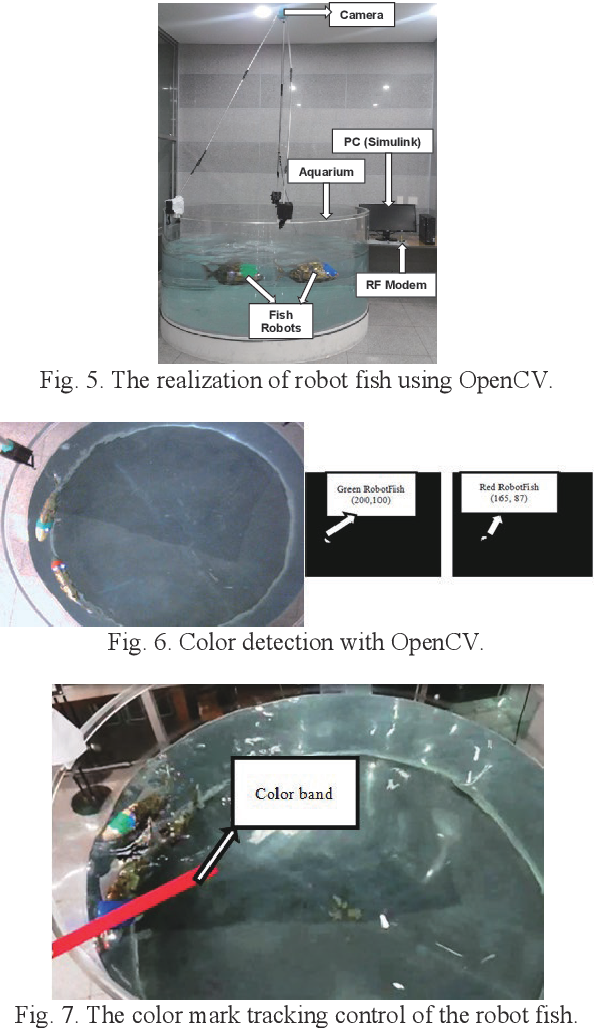 Camera
PC (Simulink)
Aquarium
RF Modem
Fish
Robots
Fig. 5. The realization of robot fish using OpenCV.
Green RobotFiish
(200,100)
Red RobotFiish
(165, 87)
Fig. 6. Color detection with OpenCV.
Color band
Fig. 7. The color mark tracking control of the robot fish.